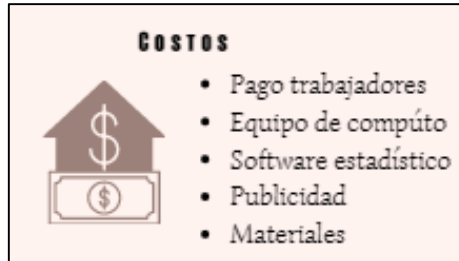 COSTOS
• Pago trabajadores
• Equipo de compúto
• Software estadístico
• Publicidad
• Materiales
$
$